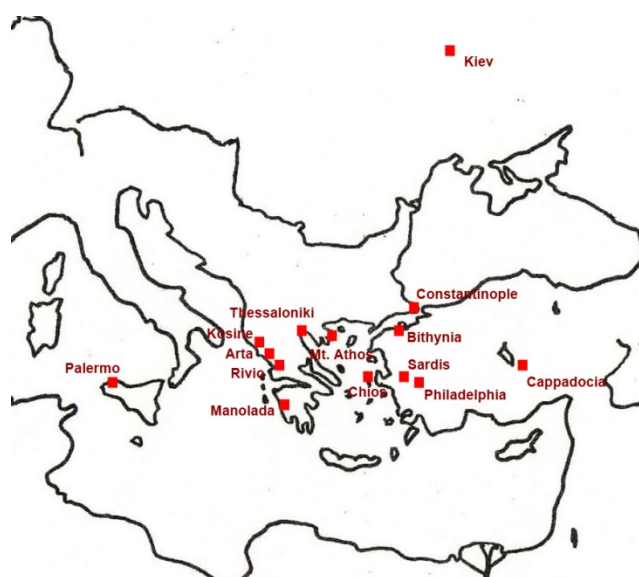 Kiev
Constantinople
Thessaloniki
Bithynia
Kosine
Arta
Mt. Athos
Rivio
Palermo
Sardis
Cappadocia
Chios
Philadelphia
Manolada